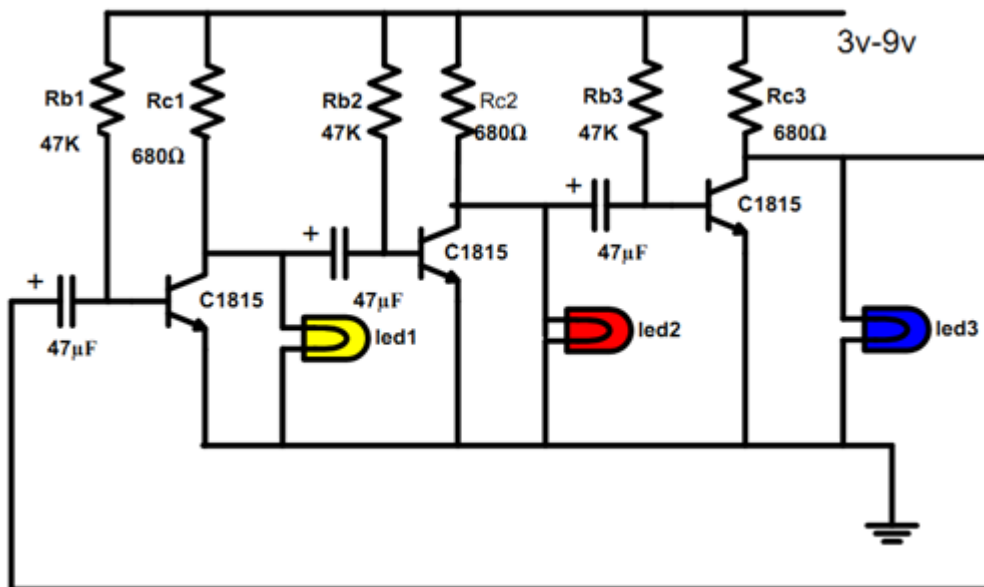 3v-9v
Rb1
47K
Rc1
680Ω
Rb2
47K
Rc2
680Ω
Rb3
47K
Rc3
680Ω
+
47µF
C1815
+
47µF
C1815
+
47µF
C1815
led1
led2
led3